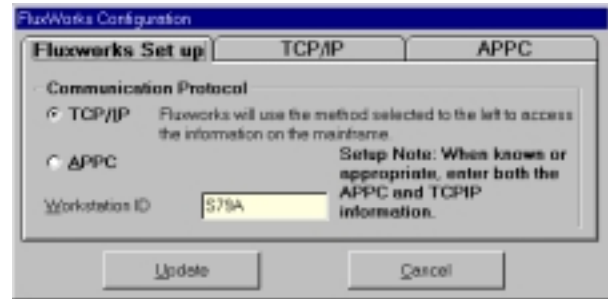 FluxWorks Configuration
Fluxworks Set up
TCP/IP
APPC
Communication Protocol
TCP/IP
Fluxworks will use the method selected to the left to access
the information on the mainframe.
APPC
Setup Note: When known or
appropriate, enter both the
APPC and TCPIP
information.
Workstation ID
S79A
Update
Cancel